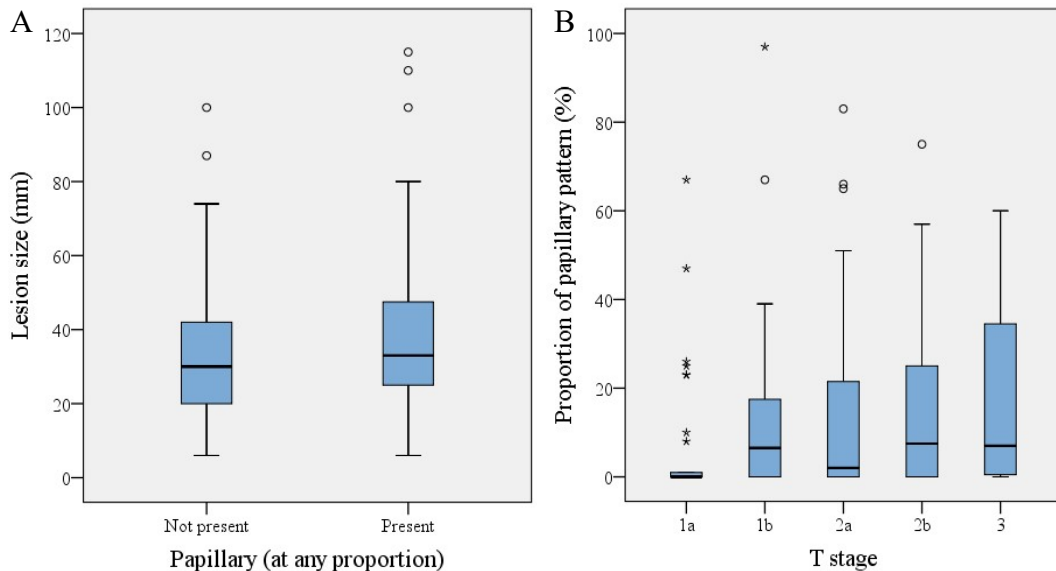 A
Lesion size (mm)
120
100
80
60
40
20
0
Not present
Present
Papillary (at any proportion)
B
Proportion of papillary pattern (%)
100
80
60
40
20
0
1a
1b
2a
2b
3
T stage